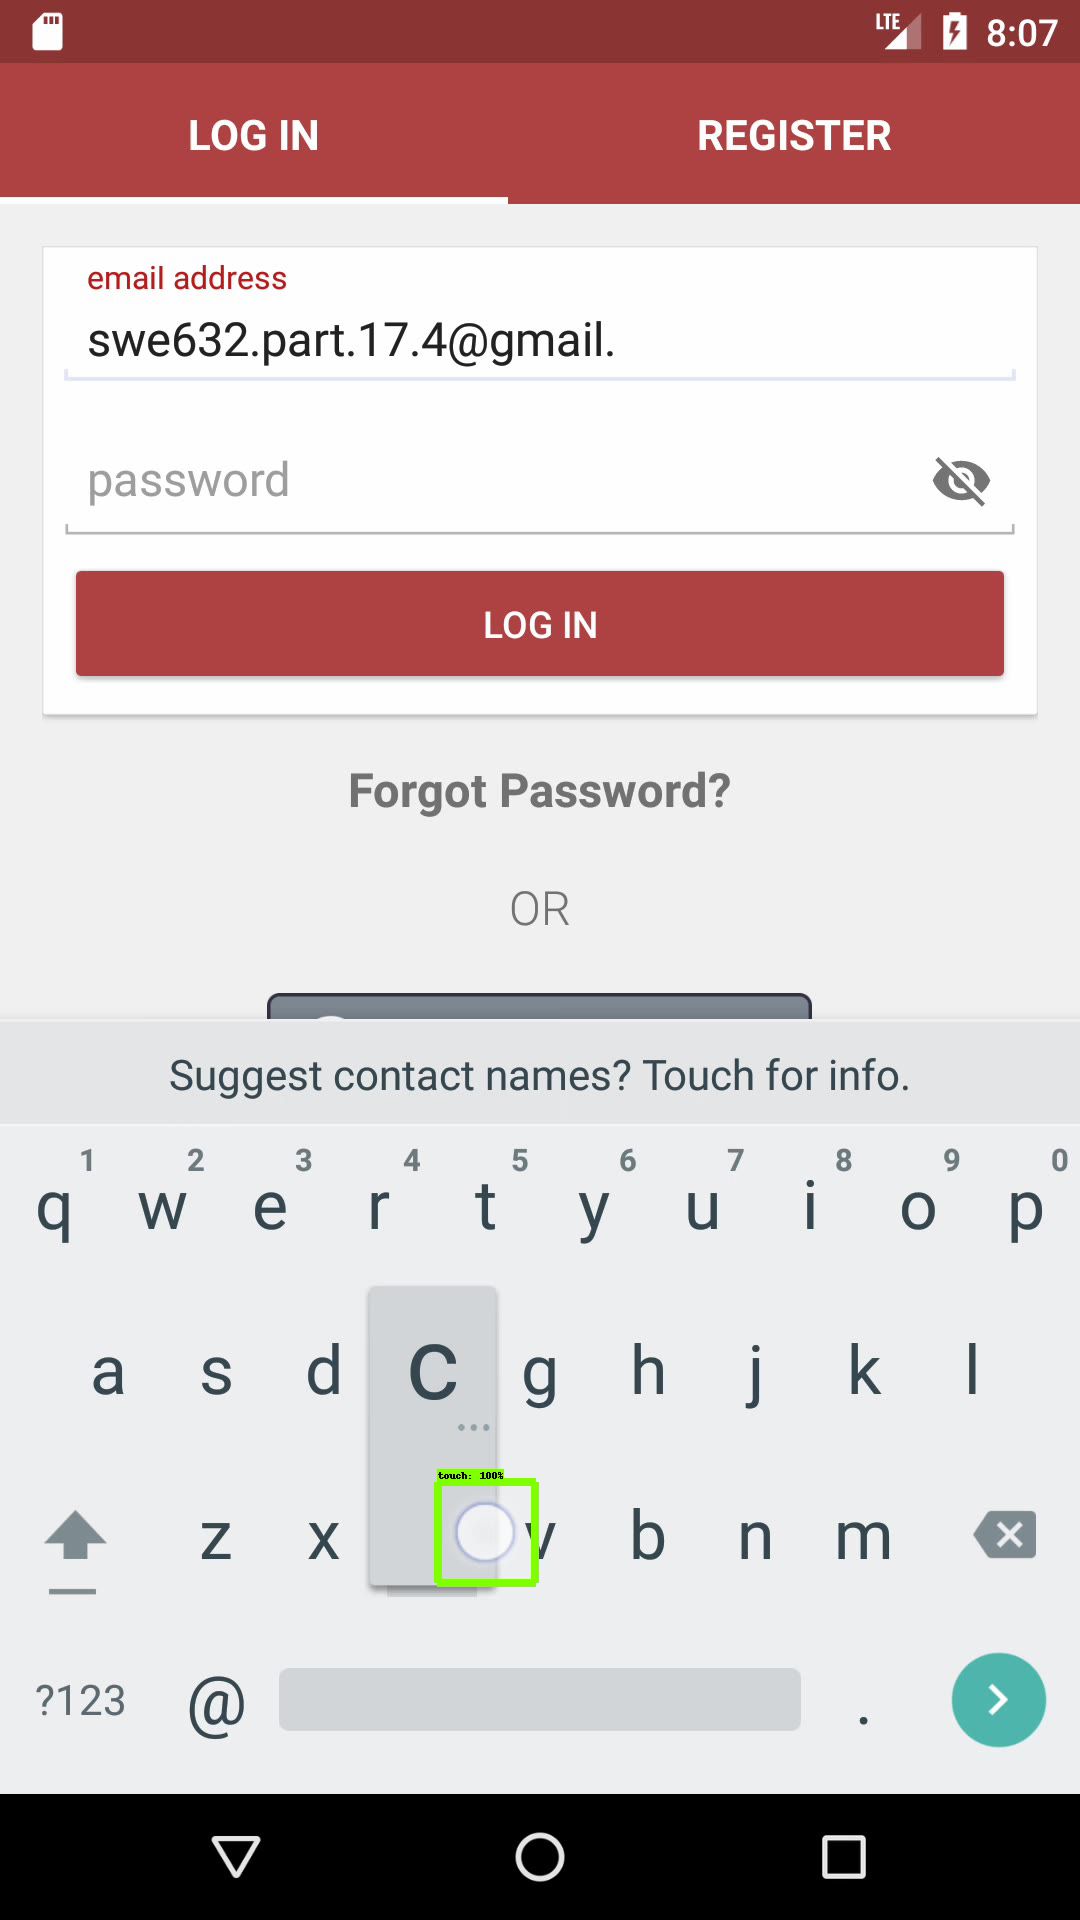 LTE 8:07
LOG IN REGISTER
email address
swe632.part.17.4@gmail.
password
LOG IN
Forgot Password?
OR
Suggest contact names? Touch for info.
1 2 3 4 5 6 7 8 9 0
q w e r t y u i o p
a s d c g h j k l
touch: 100%
z x v b n m
?123 @ .